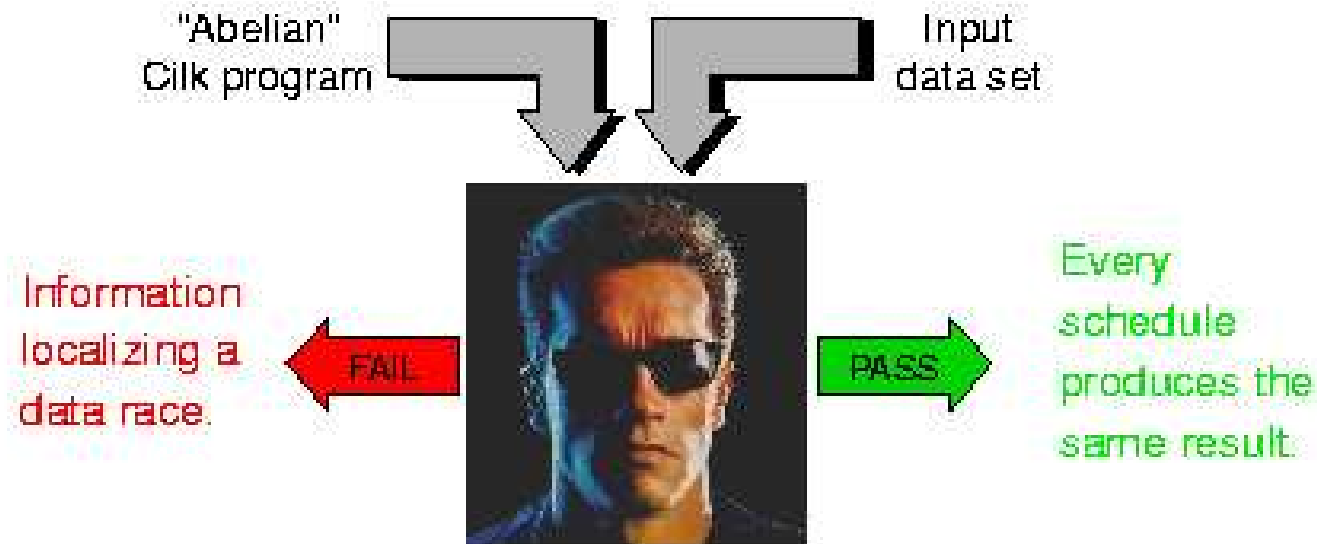 "Abelian"
Cilk program
Input
data set
Information
localizing a
data race.
FAIL
PASS
Every
schedule
produces the
same result.